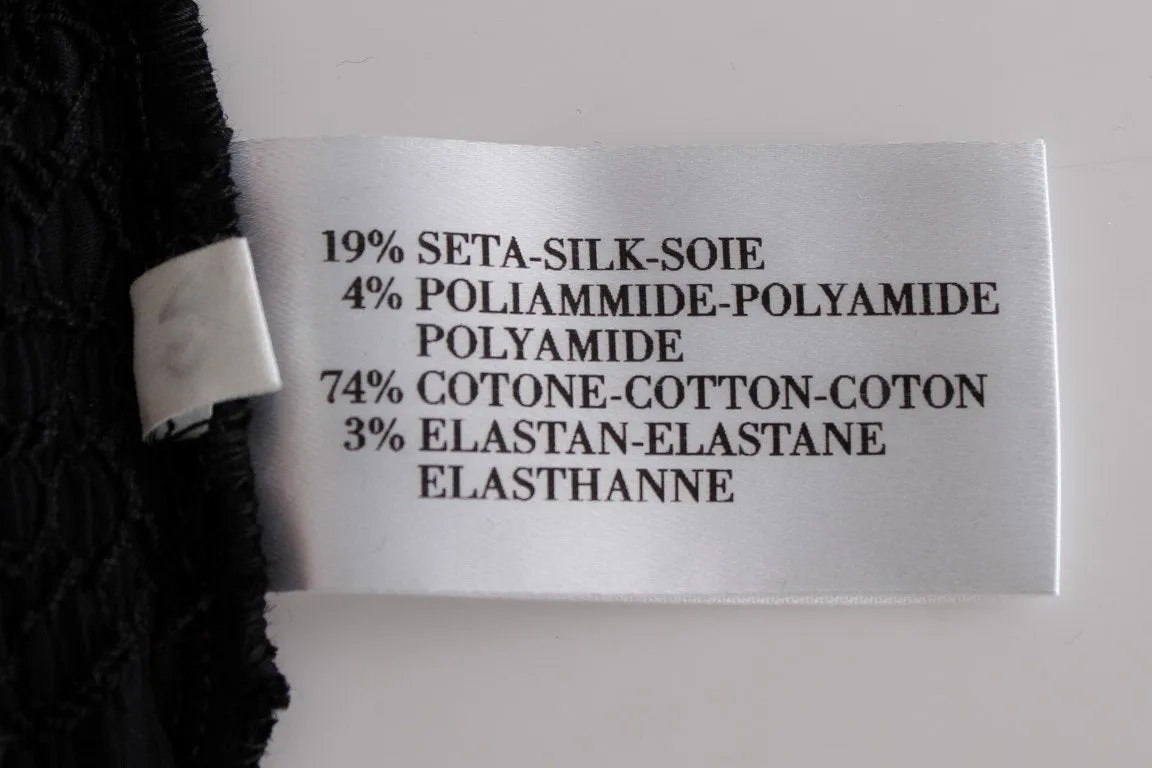 19% SETA-SILK-SOIE
4% POLIAMMIDE-POLYAMIDE
POLYAMIDE
74% COTONE-COTTON-COTON
3% ELASTAN-ELASTANE
ELASTHANNE